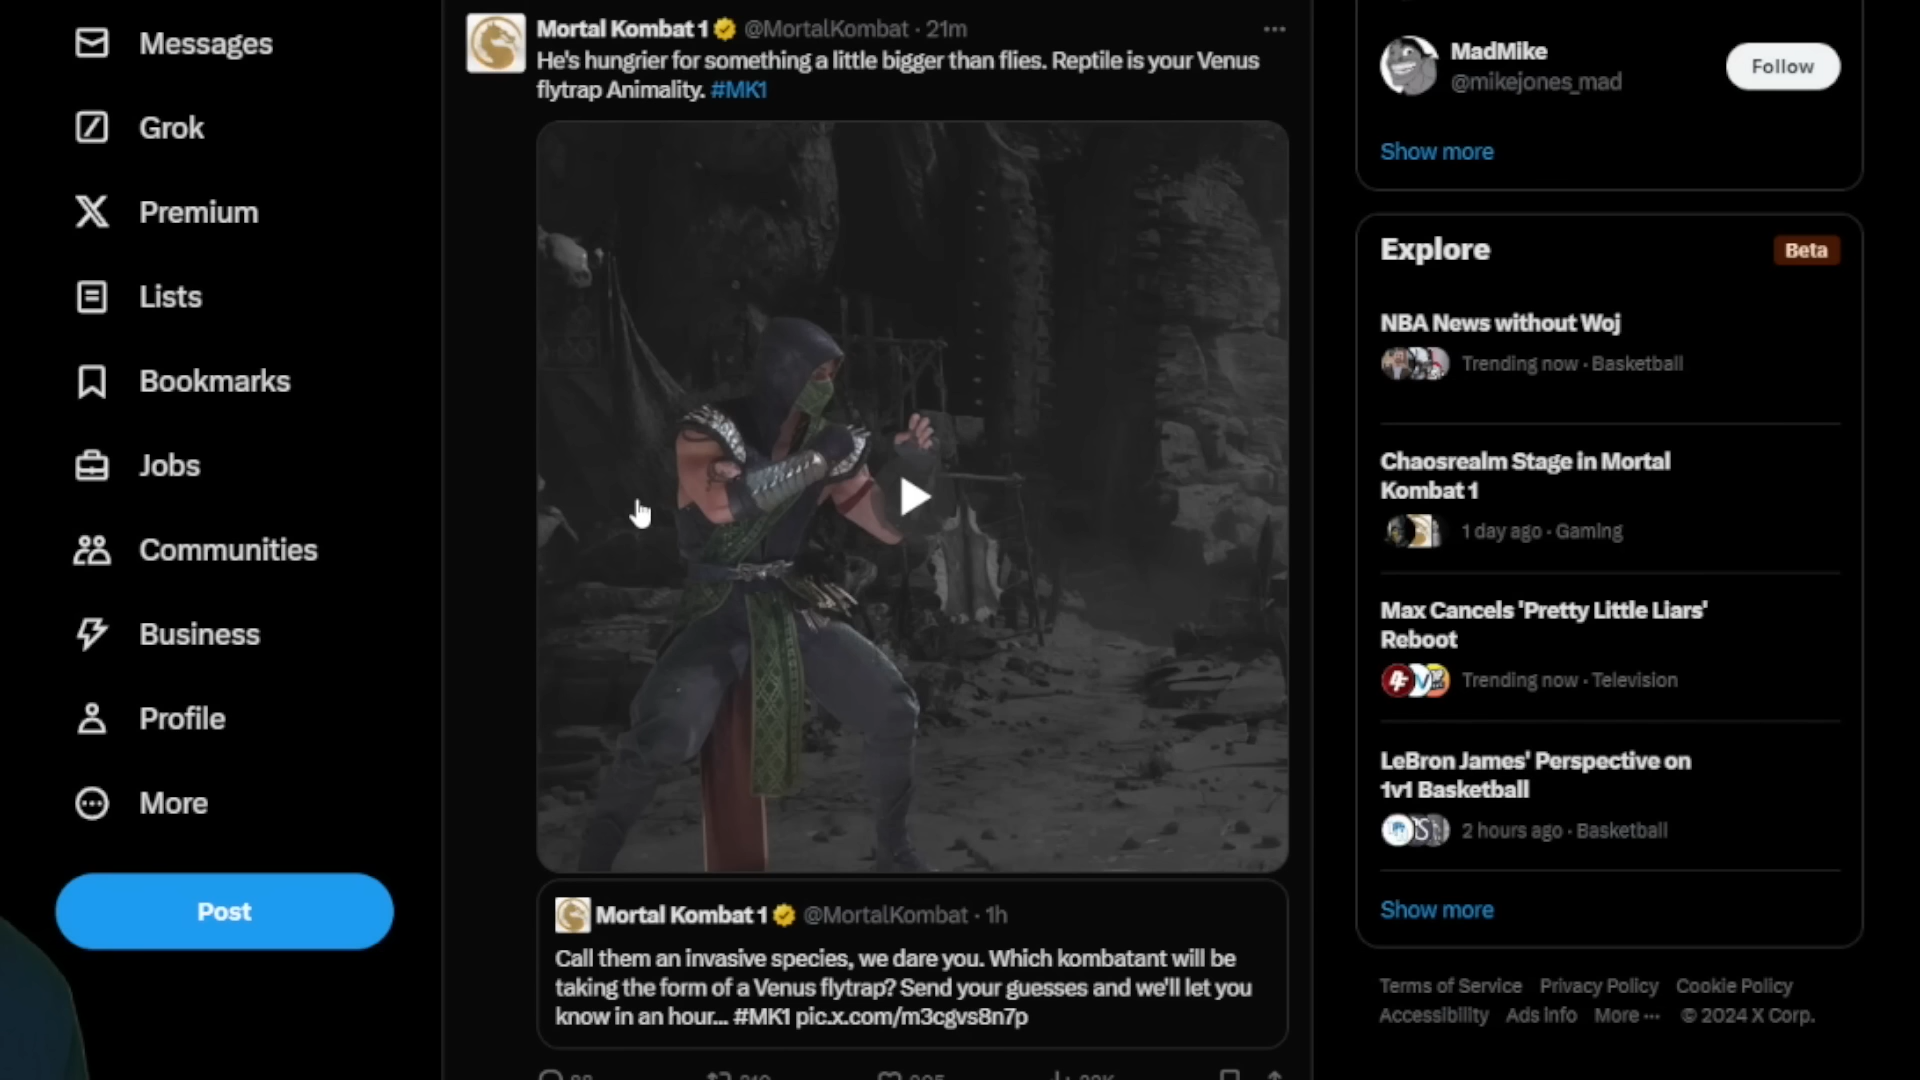 Messages
Grok
Premium
Lists
Bookmarks
Jobs
Communities
Business
Profile
More
Post
Mortal Kombat 1 @MortalKombat · 21m
He's hungrier for something a little bigger than flies. Reptile is your Venus
flytrap Animality. #MK1
Mortal Kombat 1 @MortalKombat · 1h
Call them an invasive species, we dare you. Which kombatant will be
taking the form of a Venus flytrap? Send your guesses and we'll let you
know in an hour... #MK1 pic.x.com/m3cgvs8n7p
MadMike
@mikejones_mad
Follow
Show more
Explore
Beta
NBA News without Woj
Trending now · Basketball
Chaosrealm Stage in Mortal
Kombat 1
1 day ago · Gaming
Max Cancels 'Pretty Little Liars'
Reboot
Trending now · Television
LeBron James' Perspective on
1v1 Basketball
2 hours ago · Basketball
Show more
Terms of Service Privacy Policy Cookie Policy
Accessibility Ads info More ··· © 2024 X Corp.